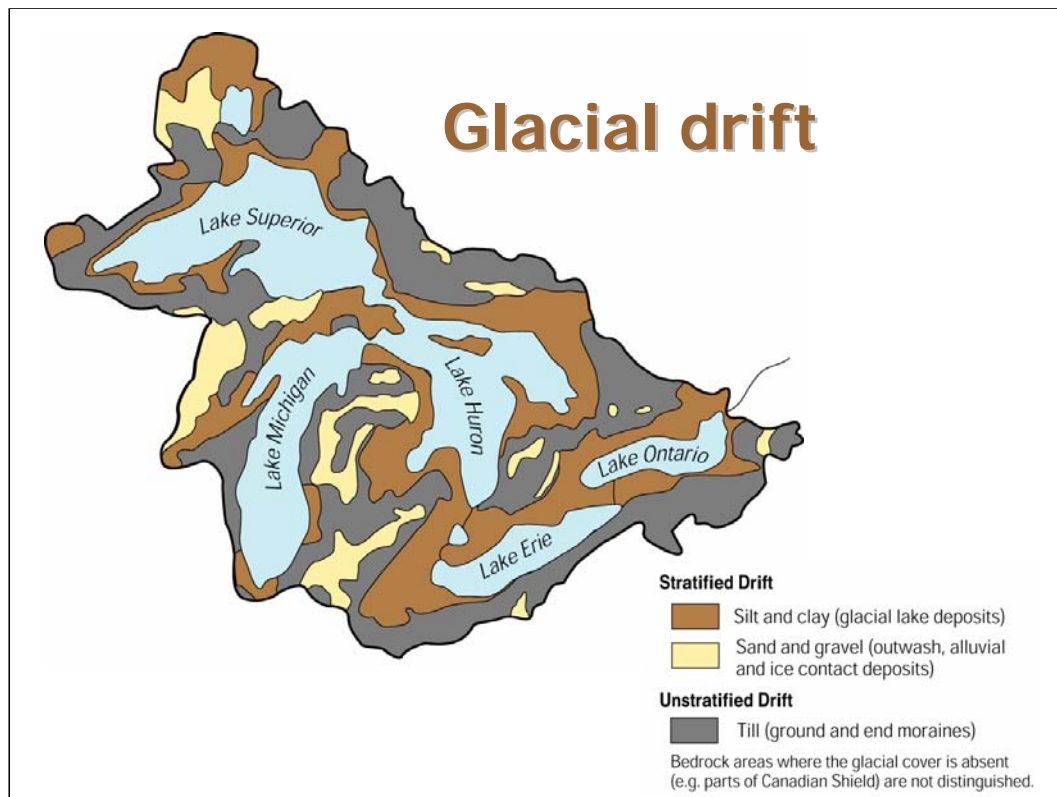 Glacial drift
Lake Superior
Lake Michigan
Lake Huron
Lake Ontario
Lake Erie
Stratified Drift
Silt and clay (glacial lake deposits)
Sand and gravel (outwash, alluvial
and ice contact deposits)
Unstratified Drift
Till (ground and end moraines)
Bedrock areas where the glacial cover is absent
(e.g. parts of Canadian Shield) are not distinguished.